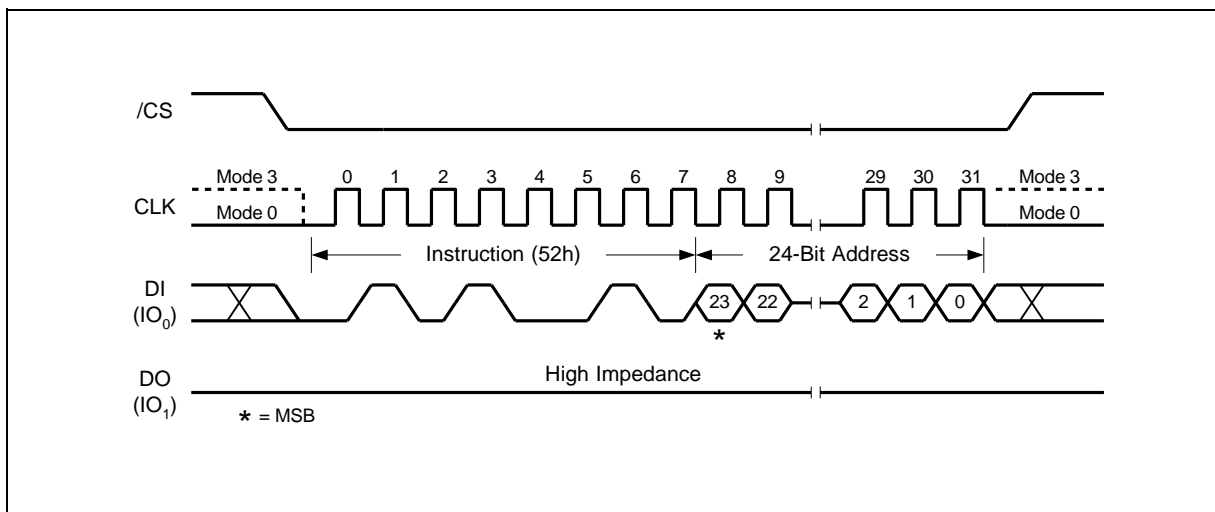 /CS
Mode 3 0 1 2 3 4 5 6 7 8 9 29 30 31 Mode 3
CLK Mode 0 Mode 0
Instruction (52h) 24-Bit Address
DI
(IO0) 23 22 2 1 0
*
DO High Impedance
(IO1)
* = MSB